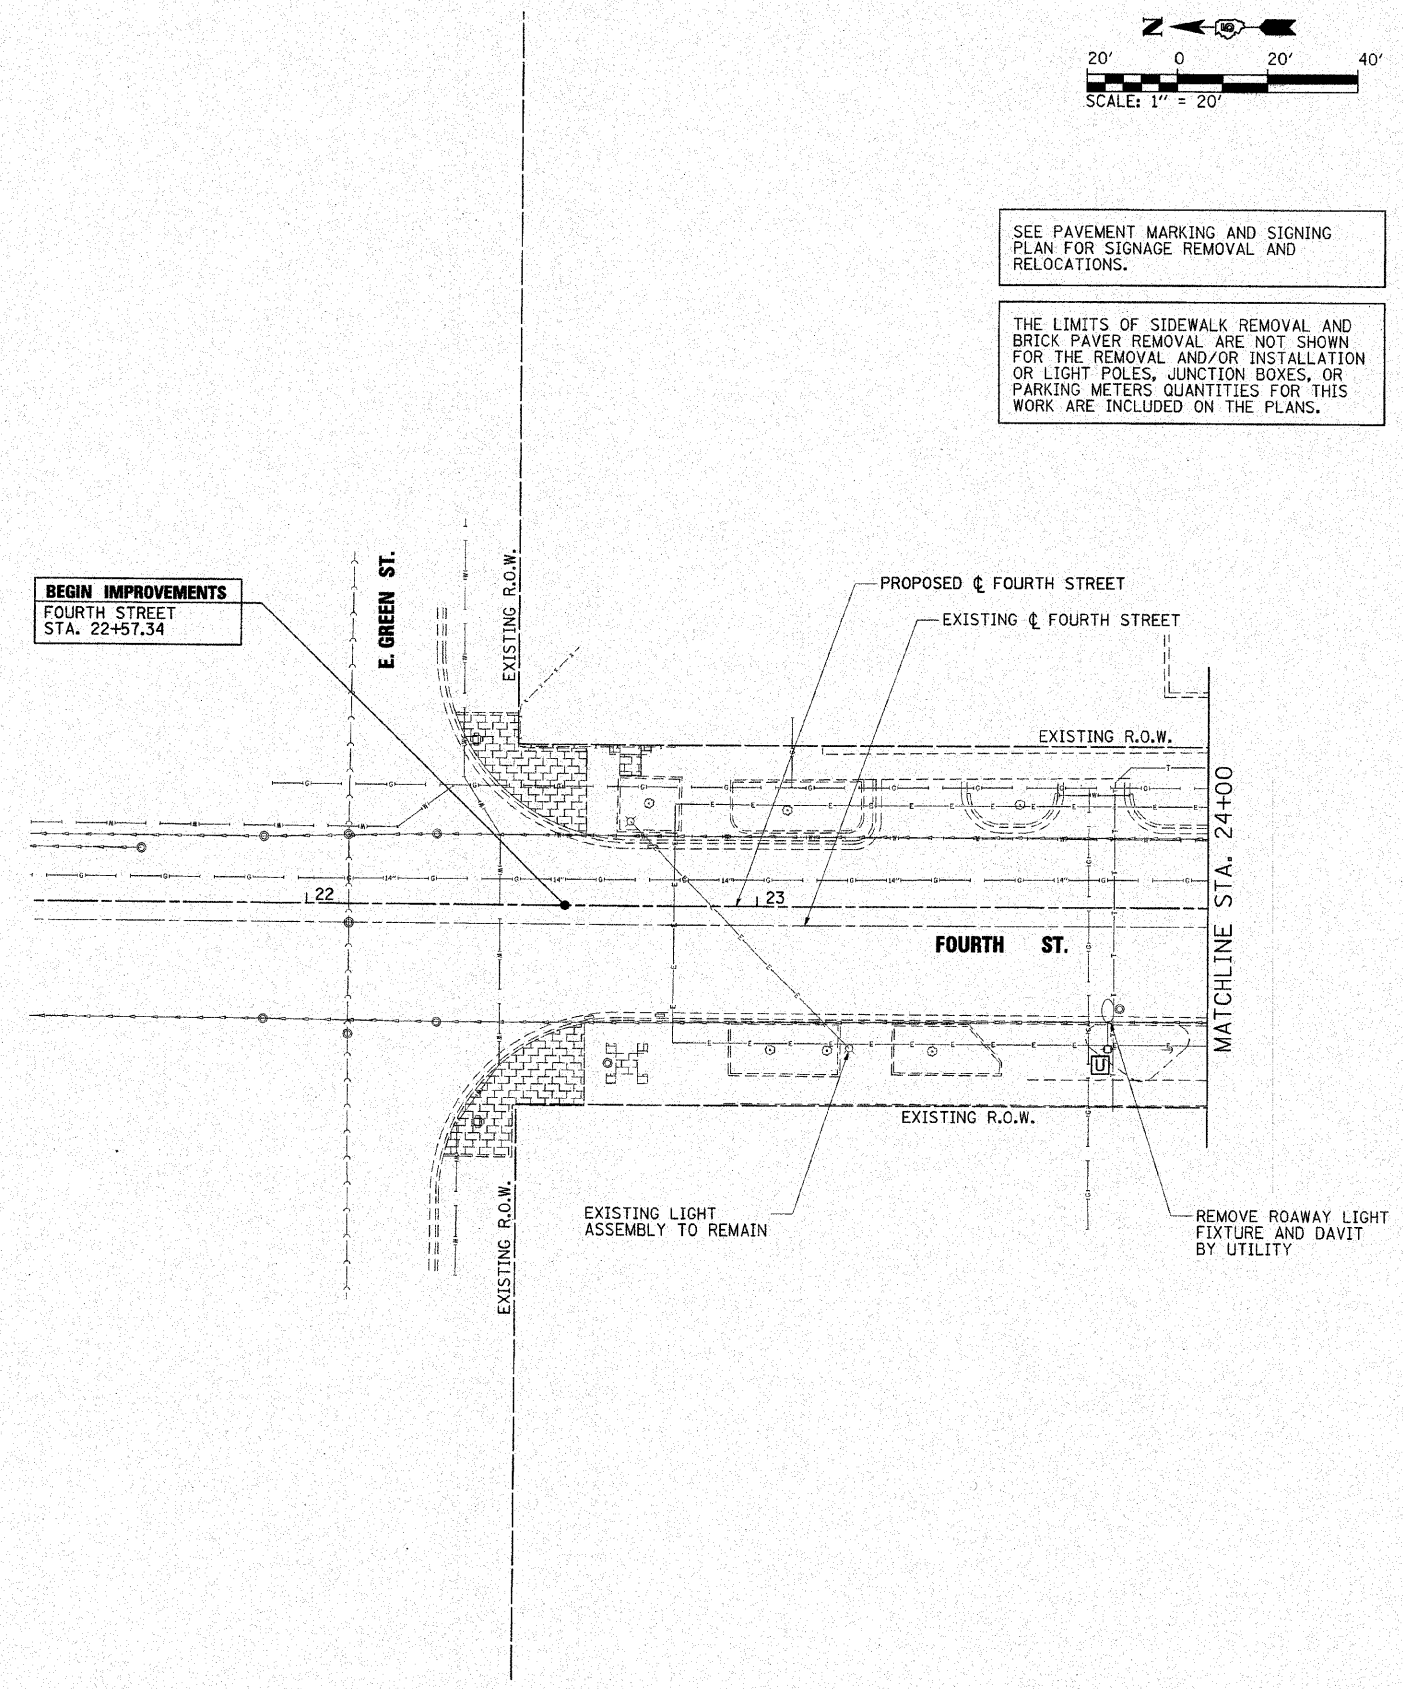 N
20' 0 20' 40'
SCALE: 1" = 20'
SEE PAVEMENT MARKING AND SIGNING
PLAN FOR SIGNAGE REMOVAL AND
RELOCATIONS.
THE LIMITS OF SIDEWALK REMOVAL AND
BRICK PAVER REMOVAL ARE NOT SHOWN
FOR THE REMOVAL AND/OR INSTALLATION
OR LIGHT POLES, JUNCTION BOXES, OR
PARKING METERS QUANTITIES FOR THIS
WORK ARE INCLUDED ON THE PLANS.
BEGIN IMPROVEMENTS
FOURTH STREET
STA. 22+57.34
E. GREEN ST.
EXISTING R.O.W.
PROPOSED ℄ FOURTH STREET
EXISTING ℄ FOURTH STREET
EXISTING R.O.W.
MATCHLINE STA. 24+00
22
23
FOURTH ST.
U
EXISTING R.O.W.
EXISTING R.O.W.
EXISTING LIGHT
ASSEMBLY TO REMAIN
REMOVE ROAWAY LIGHT
FIXTURE AND DAVIT
BY UTILITY